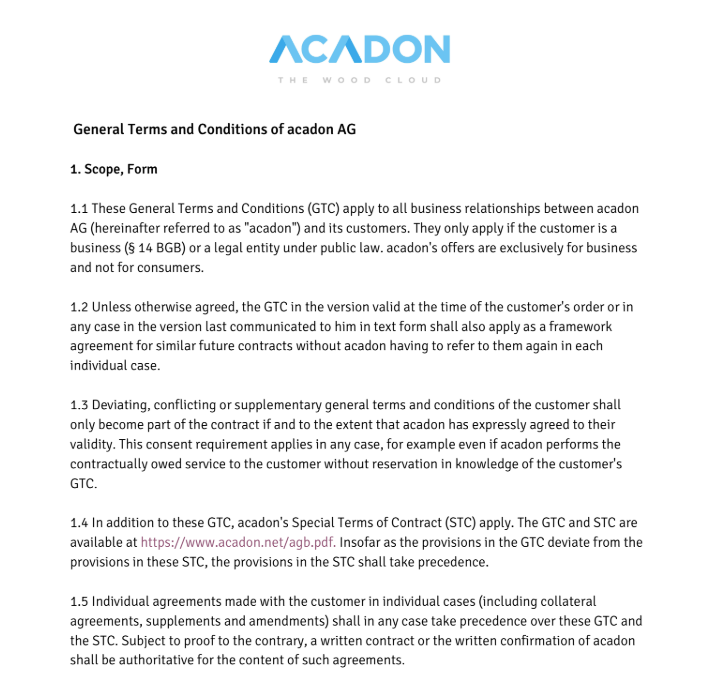 ACADON
THE WOOD CLOUD
General Terms and Conditions of acadon AG
1. Scope, Form
1.1 These General Terms and Conditions (GTC) apply to all business relationships between acadon
AG (hereinafter referred to as "acadon") and its customers. They only apply if the customer is a
business (§ 14 BGB) or a legal entity under public law. acadon's offers are exclusively for business
and not for consumers.
1.2 Unless otherwise agreed, the GTC in the version valid at the time of the customer's order or in
any case in the version last communicated to him in text form shall also apply as a framework
agreement for similar future contracts without acadon having to refer to them again in each
individual case.
1.3 Deviating, conflicting or supplementary general terms and conditions of the customer shall
only become part of the contract if and to the extent that acadon has expressly agreed to their
validity. This consent requirement applies in any case, for example even if acadon performs the
contractually owed service to the customer without reservation in knowledge of the customer's
GTC.
1.4 In addition to these GTC, acadon's Special Terms of Contract (STC) apply. The GTC and STC are
available at https://www.acadon.net/agb.pdf. Insofar as the provisions in the GTC deviate from the
provisions in these STC, the provisions in the STC shall take precedence.
1.5 Individual agreements made with the customer in individual cases (including collateral
agreements, supplements and amendments) shall in any case take precedence over these GTC and
the STC. Subject to proof to the contrary, a written contract or the written confirmation of acadon
shall be authoritative for the content of such agreements.